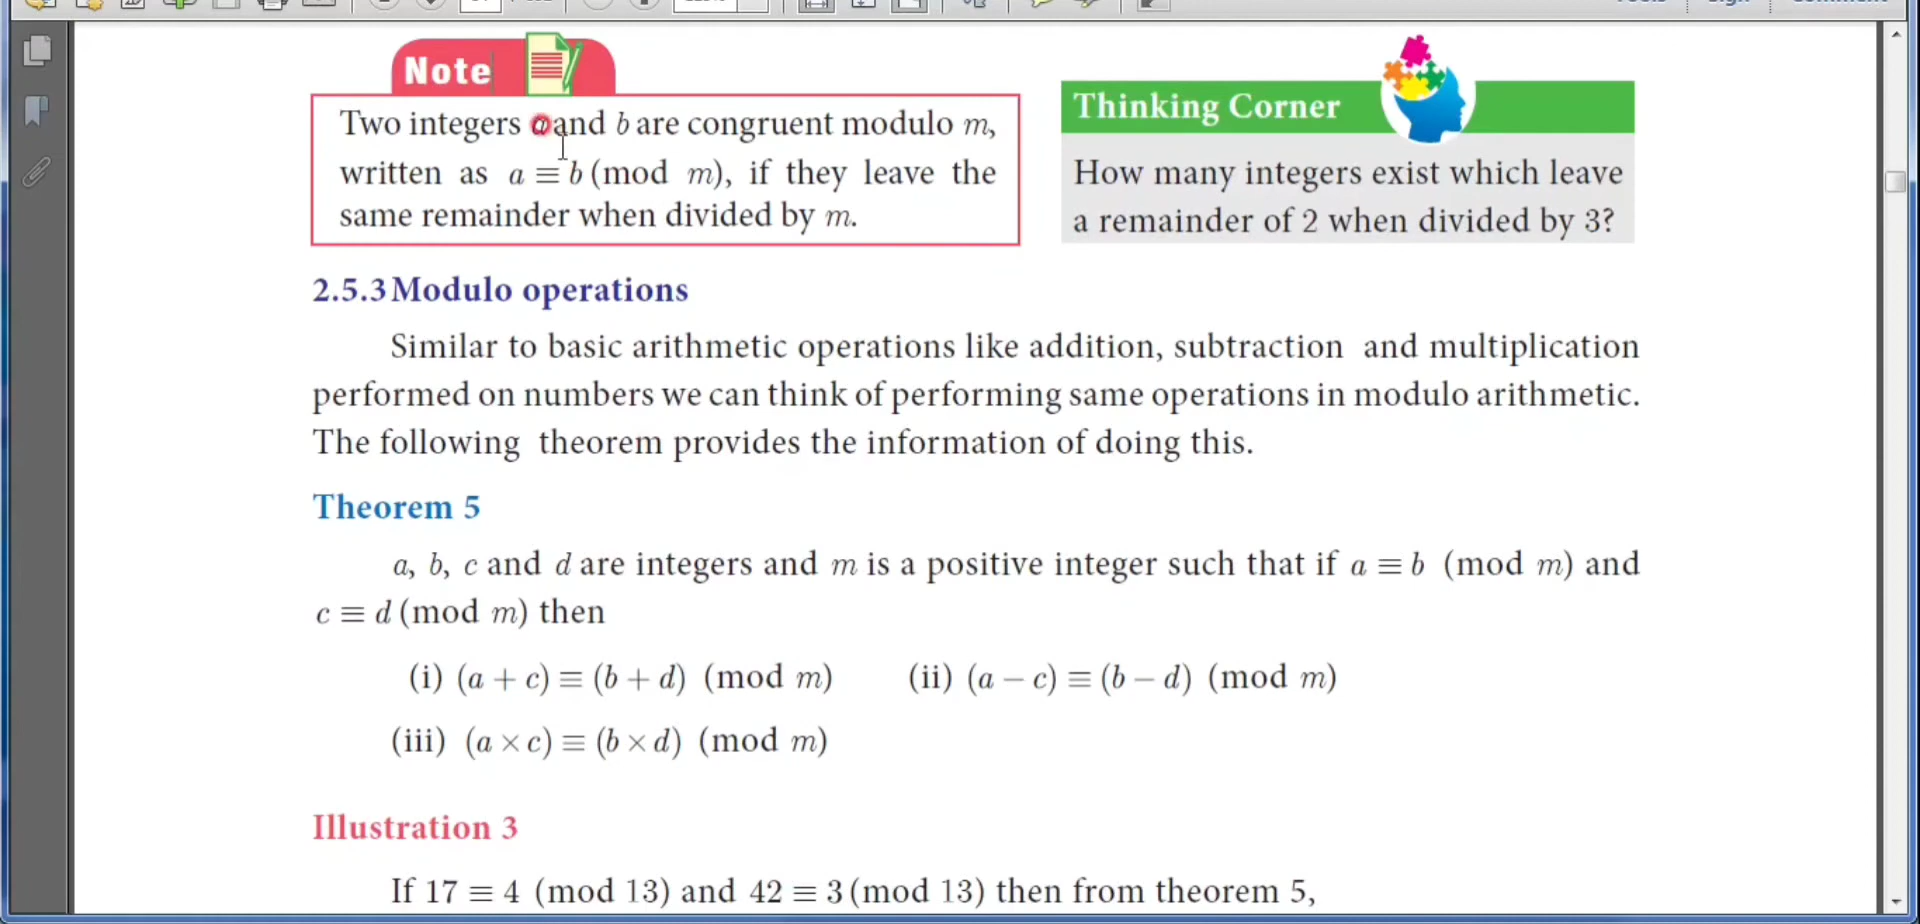 Note
Two integers a and b are congruent modulo m,
written as a ≡ b (mod m), if they leave the
same remainder when divided by m.
Thinking Corner
How many integers exist which leave
a remainder of 2 when divided by 3?
2.5.3 Modulo operations
Similar to basic arithmetic operations like addition, subtraction and multiplication
performed on numbers we can think of performing same operations in modulo arithmetic.
The following theorem provides the information of doing this.
Theorem 5
a, b, c and d are integers and m is a positive integer such that if a ≡ b (mod m) and
c ≡ d (mod m) then
(i) (a + c) ≡ (b + d) (mod m) (ii) (a − c) ≡ (b − d) (mod m)
(iii) (a × c) ≡ (b × d) (mod m)
Illustration 3
If 17 ≡ 4 (mod 13) and 42 ≡ 3 (mod 13) then from theorem 5,